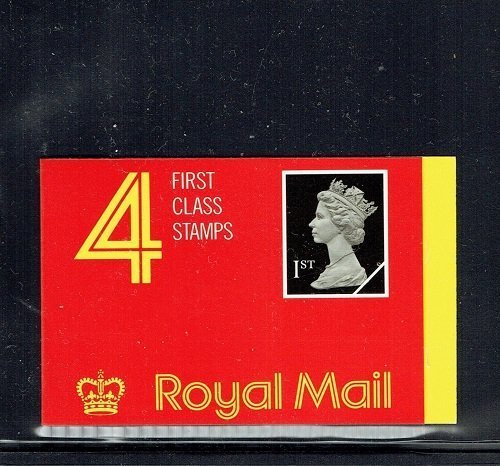 4
FIRST
CLASS
STAMPS
1ST
Royal Mail